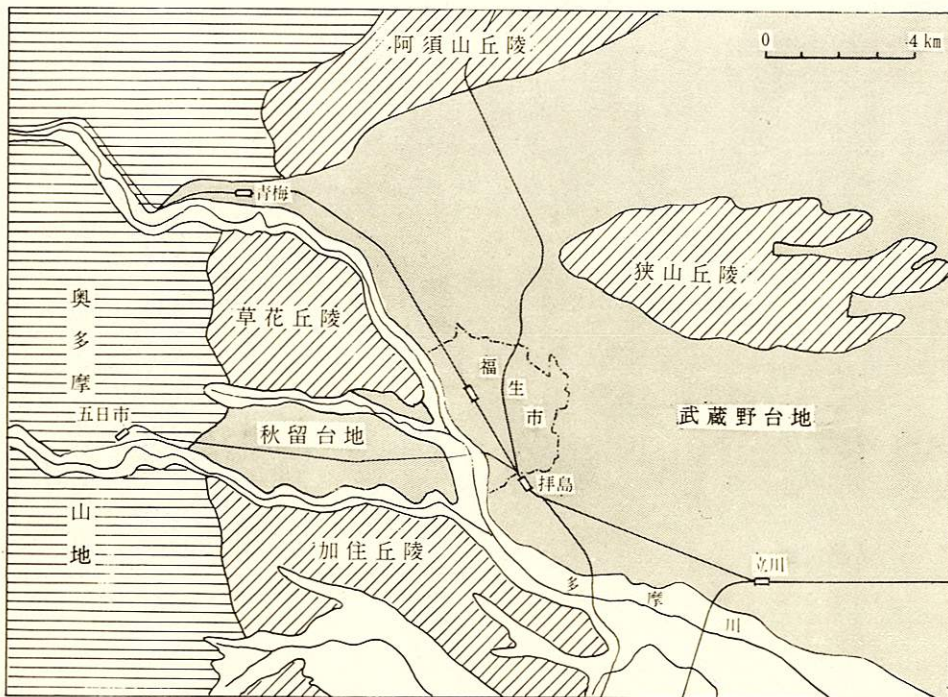 阿須山丘陵
0 4 km
青梅
狭山丘陵
草花丘陵
奥多摩山地
福生市
五日市
秋留台地
武蔵野台地
拝島
加住丘陵
立川
多摩川